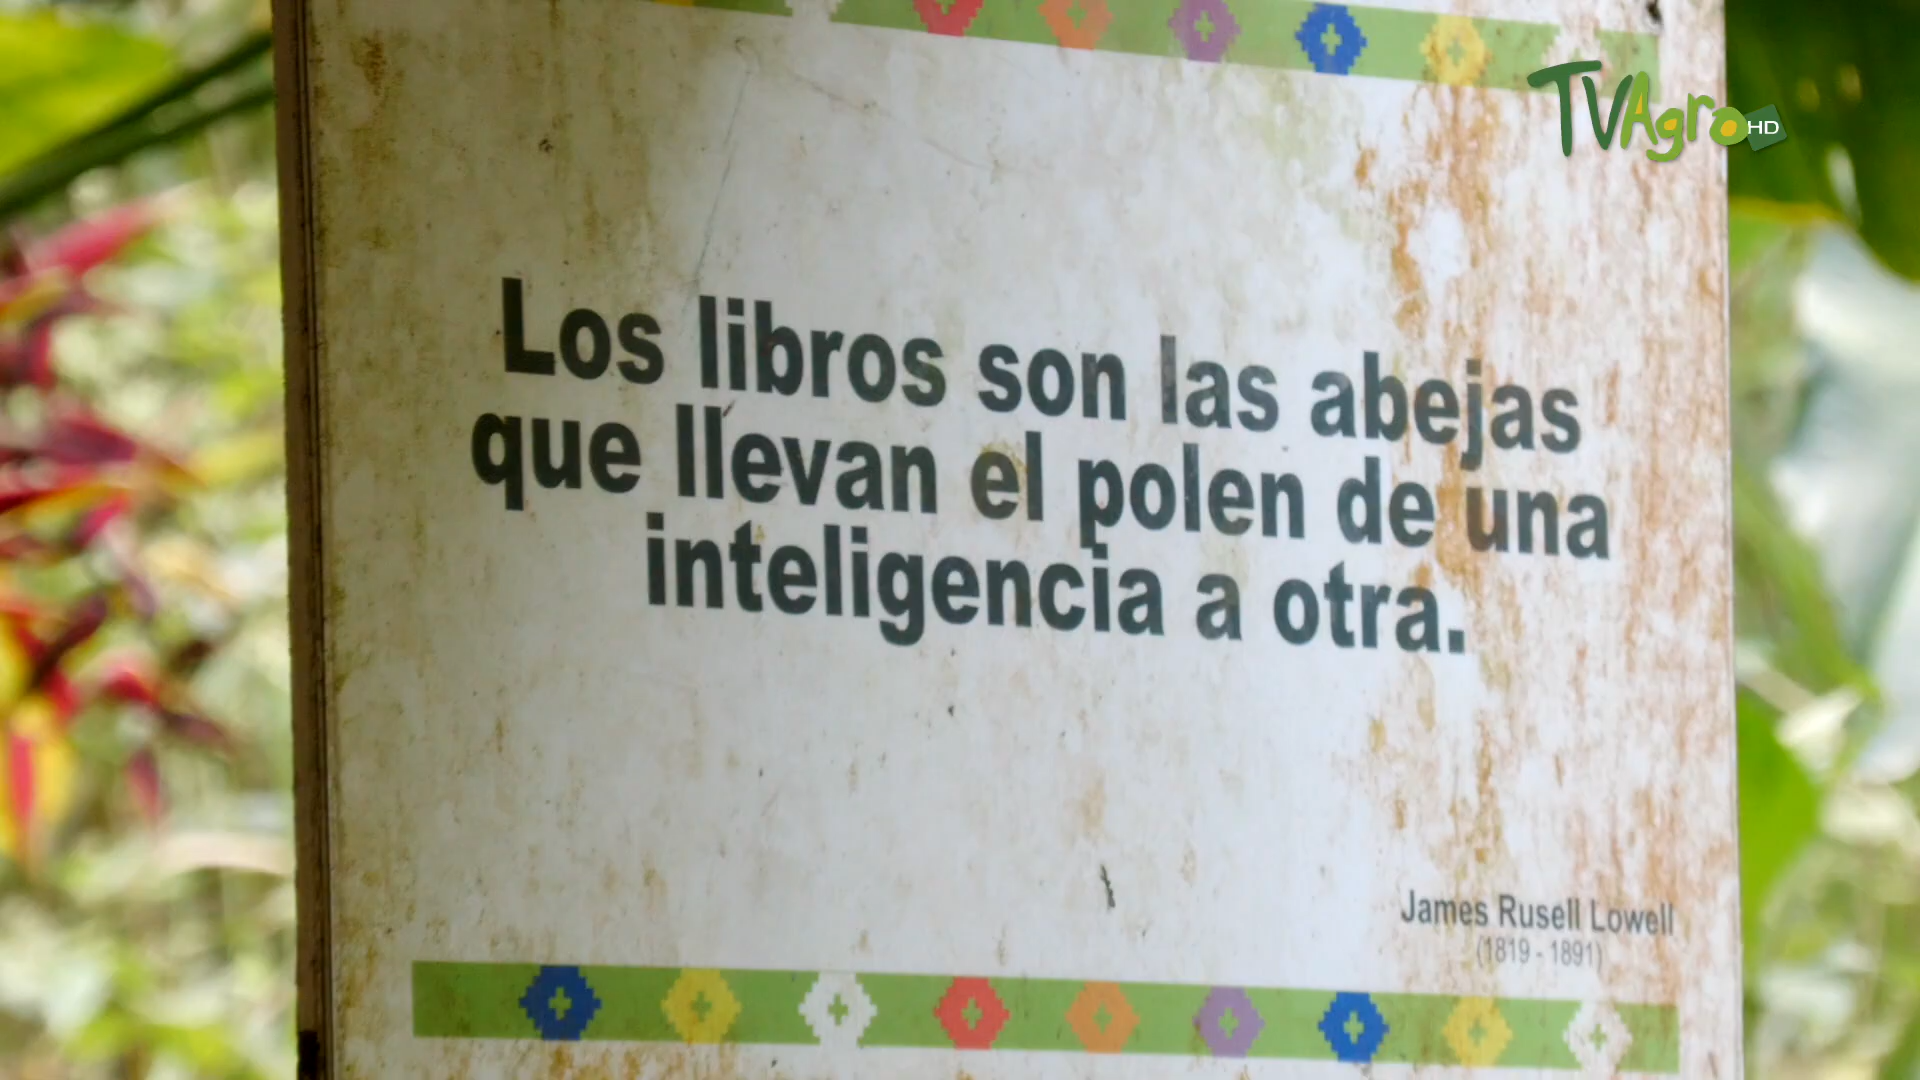 TVAgro HD
Los libros son las abejas
que llevan el polen de una
inteligencia a otra.
James Rusell Lowell
(1819 - 1891)